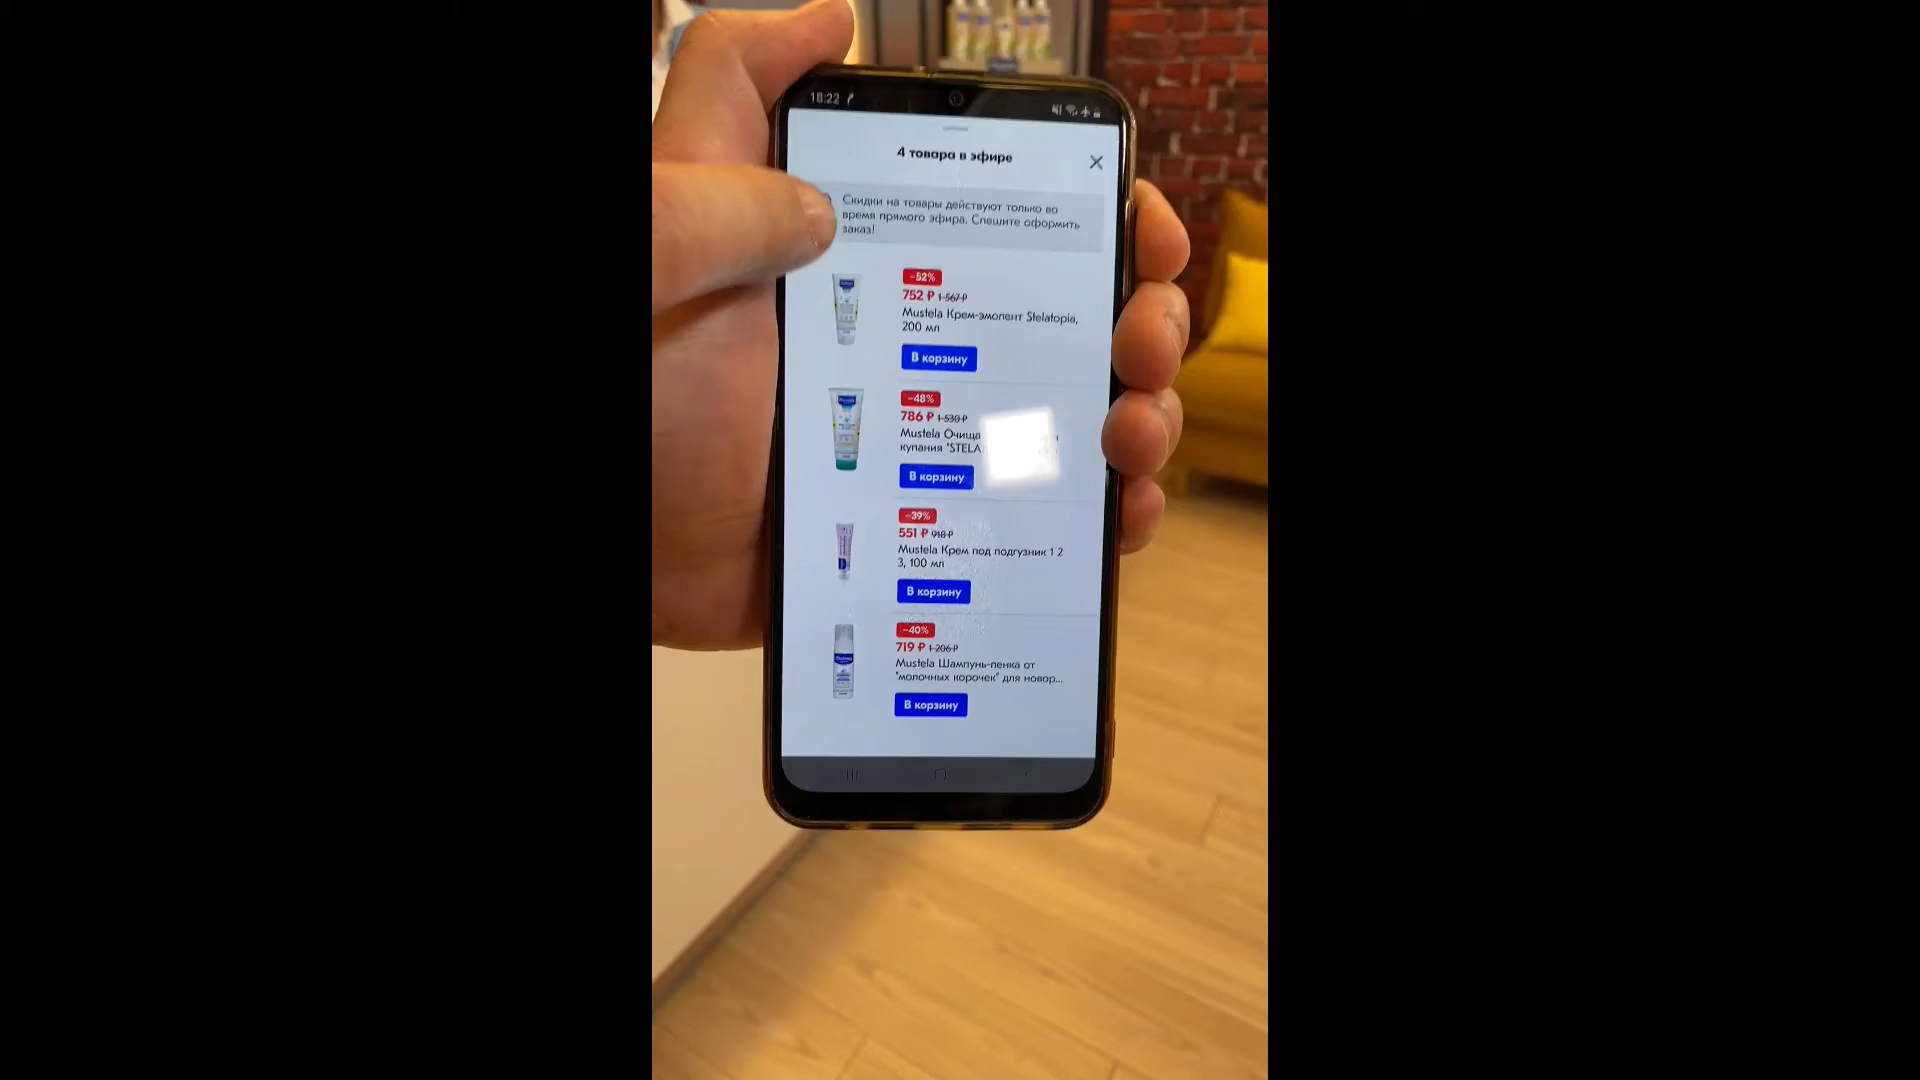 18:22
4 товара в эфире
Скидки на товары действуют только во
время прямого эфира. Спешите оформить
заказ!
-52%
752 ₽ 1 567 ₽
Mustela Крем-эмолент Stelatopia,
200 мл
В корзину
-48%
786 ₽ 1 530 ₽
Mustela
купания
В корзину
-39%
551 ₽ 918 ₽
Mustela Крем под подгузник 1 2
3, 100 мл
В корзину
-40%
719 ₽ 1 206 ₽
Mustela Шампунь-пенка от
"молочных корочек" для новор...
В корзину